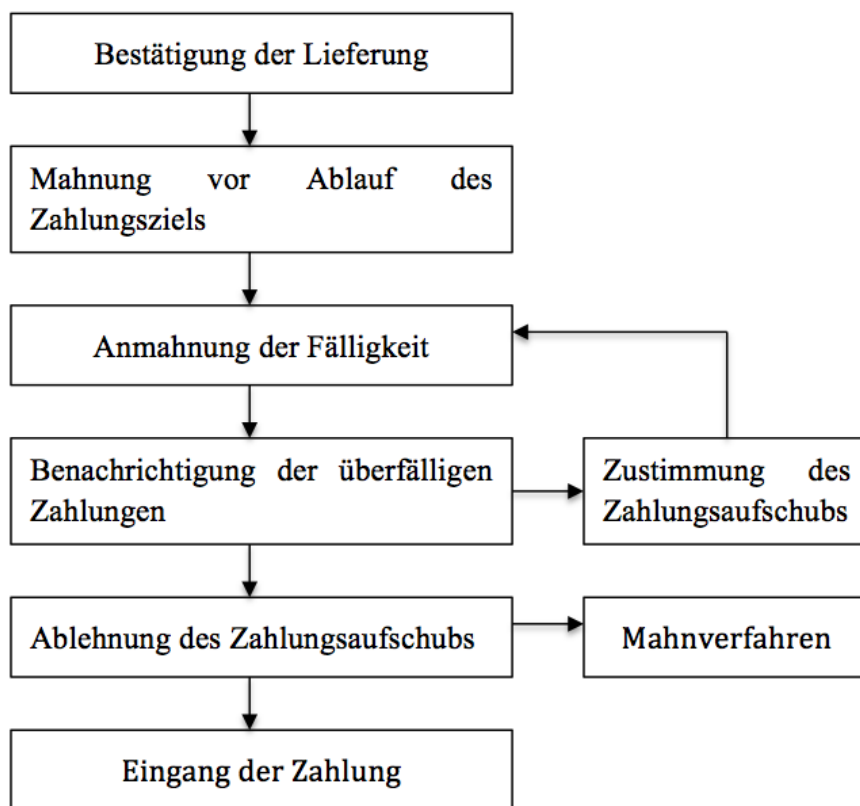 Bestätigung der Lieferung
Mahnung vor Ablauf des
Zahlungsziels
Anmahnung der Fälligkeit
Benachrichtigung der überfälligen
Zahlungen
Zustimmung des
Zahlungsaufschubs
Ablehnung des Zahlungsaufschubs
Mahnverfahren
Eingang der Zahlung